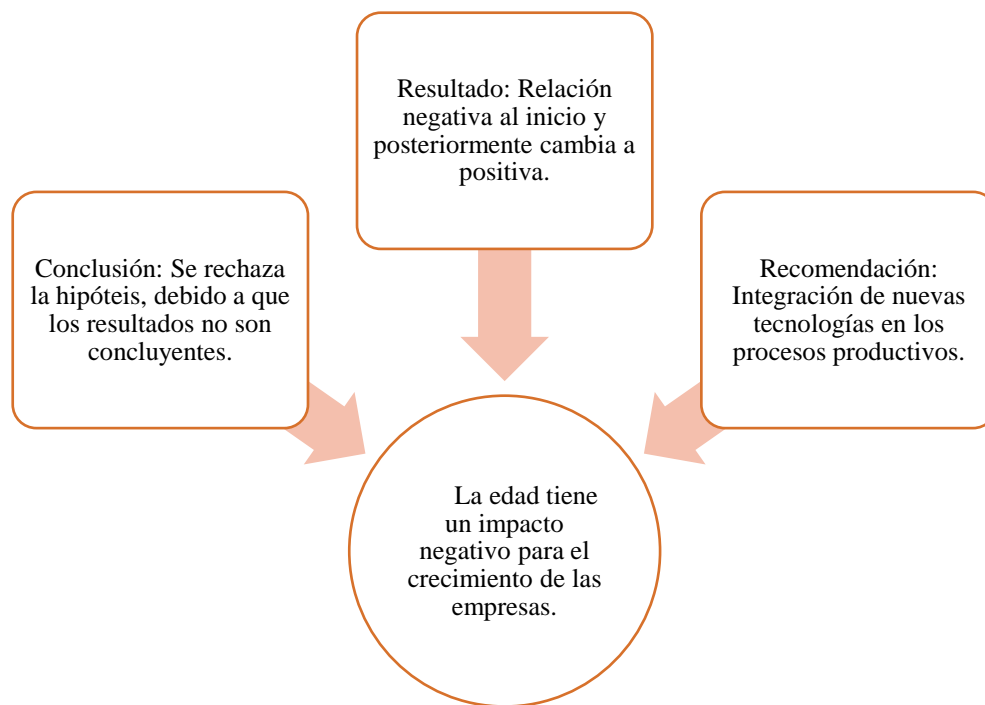 Resultado: Relación
negativa al inicio y
posteriormente cambia a
positiva.
Conclusión: Se rechaza
la hipóteis, debido a que
los resultados no son
concluyentes.
Recomendación:
Integración de nuevas
tecnologías en los
procesos productivos.
La edad tiene
un impacto
negativo para el
crecimiento de las
empresas.